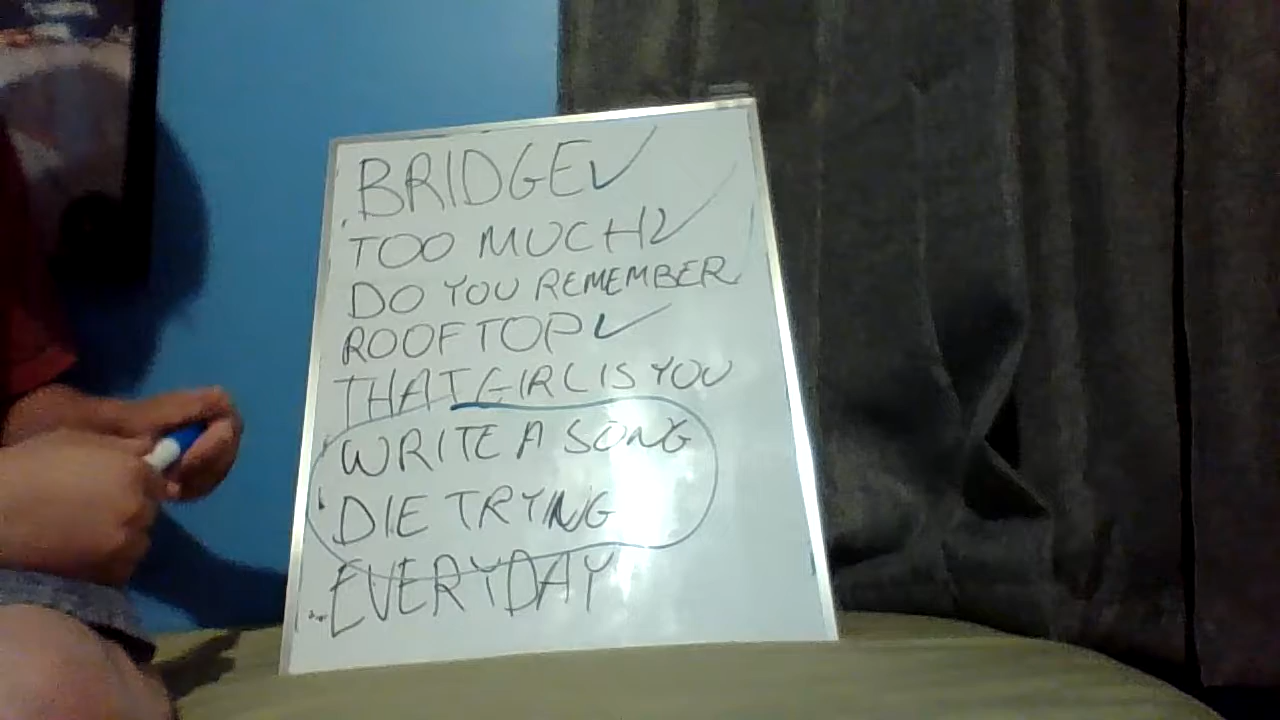 BRIDGE ✓
TOO MUCH ✓
DO YOU REMEMBER
ROOFTOP ✓
THAT GIRL IS YOU
WRITE A SONG
DIE TRYING
EVERYDAY